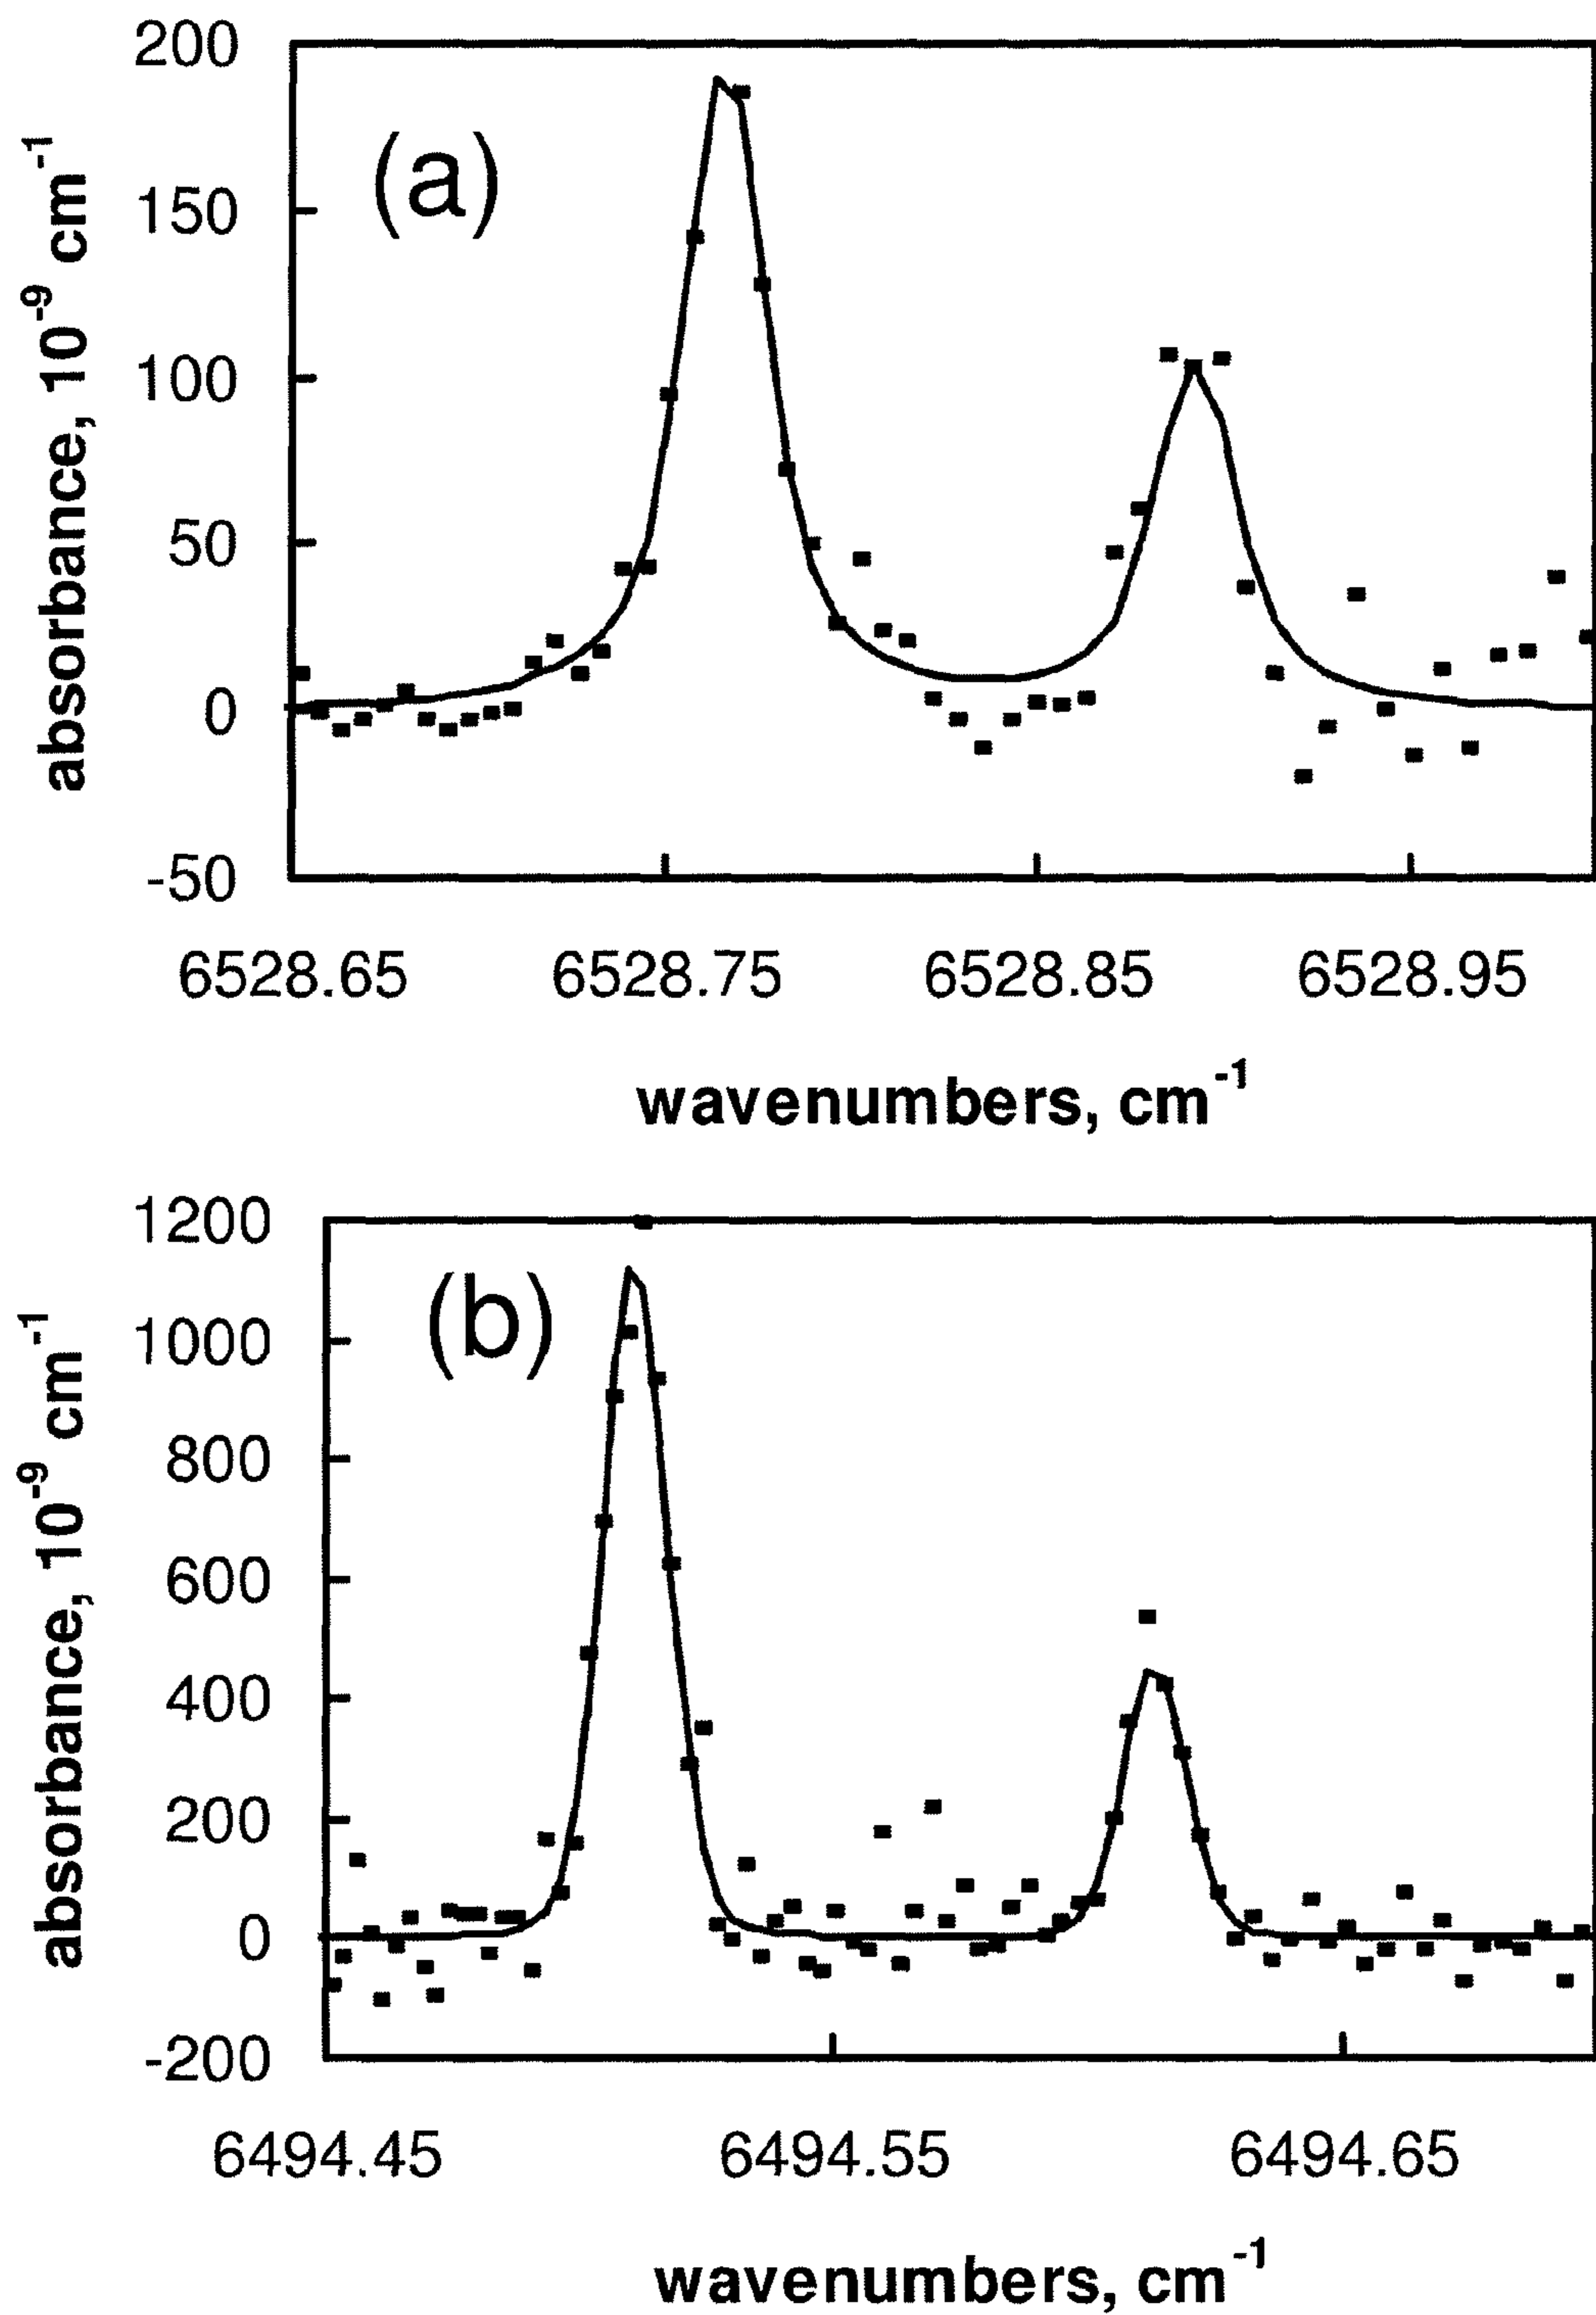 200
(a)
150
100
50
0
-50
absorbance, 10⁻⁹ cm⁻¹
6528.65 6528.75 6528.85 6528.95
wavenumbers, cm⁻¹
1200
(b)
1000
800
600
400
200
0
-200
absorbance, 10⁻⁹ cm⁻¹
6494.45 6494.55 6494.65
wavenumbers, cm⁻¹